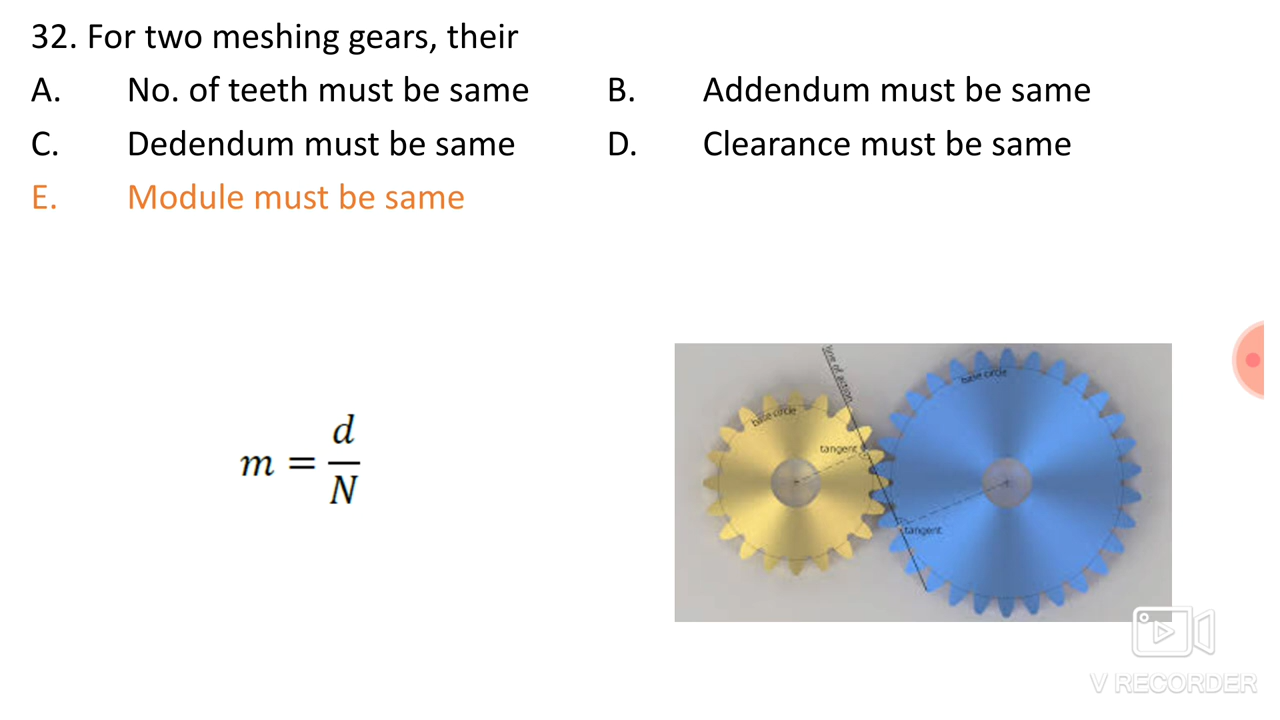 32. For two meshing gears, their
A. No. of teeth must be same B. Addendum must be same
C. Dedendum must be same D. Clearance must be same
E. Module must be same
m = d/N
line of action
base circle
base circle
tangent
tangent
V RECORDER